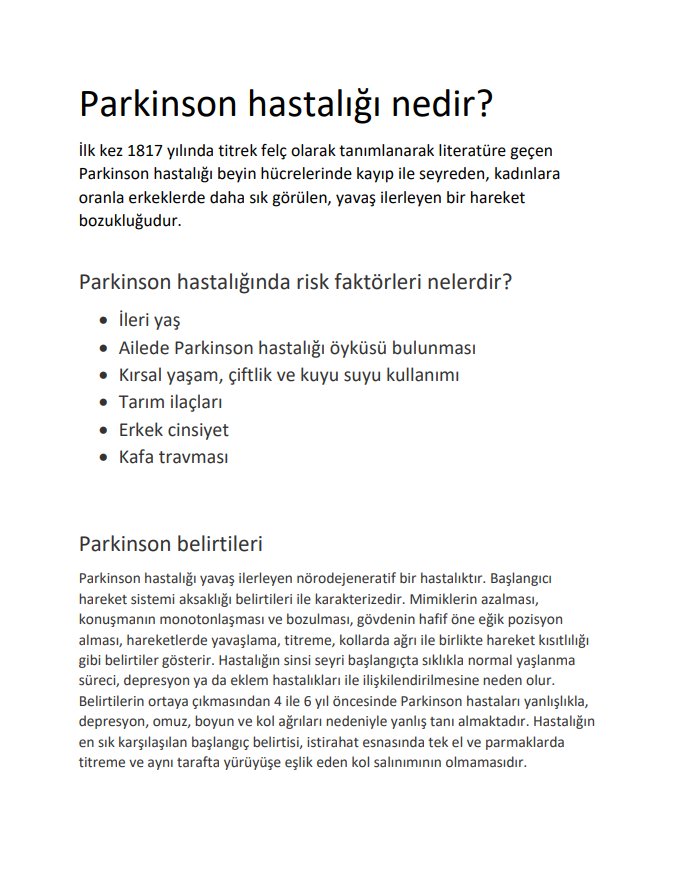 Parkinson hastalığı nedir?
İlk kez 1817 yılında titrek felç olarak tanımlanarak literatüre geçen
Parkinson hastalığı beyin hücrelerinde kayıp ile seyreden, kadınlara
oranla erkeklerde daha sık görülen, yavaş ilerleyen bir hareket
bozukluğudur.
Parkinson hastalığında risk faktörleri nelerdir?
• İleri yaş
• Ailede Parkinson hastalığı öyküsü bulunması
• Kırsal yaşam, çiftlik ve kuyu suyu kullanımı
• Tarım ilaçları
• Erkek cinsiyet
• Kafa travması
Parkinson belirtileri
Parkinson hastalığı yavaş ilerleyen nörodejeneratif bir hastalıktır. Başlangıcı
hareket sistemi aksaklığı belirtileri ile karakterizedir. Mimiklerin azalması,
konuşmanın monotonlaşması ve bozulması, gövdenin hafif öne eğik pozisyon
alması, hareketlerde yavaşlama, titreme, kollarda ağrı ile birlikte hareket kısıtlılığı
gibi belirtiler gösterir. Hastalığın sinsi seyri başlangıçta sıklıkla normal yaşlanma
süreci, depresyon ya da eklem hastalıkları ile ilişkilendirilmesine neden olur.
Belirtilerin ortaya çıkmasından 4 ile 6 yıl öncesinde Parkinson hastaları yanlışlıkla,
depresyon, omuz, boyun ve kol ağrıları nedeniyle yanlış tanı almaktadır. Hastalığın
en sık karşılaşılan başlangıç belirtisi, istirahat esnasında tek el ve parmaklarda
titreme ve aynı tarafta yürüyüşe eşlik eden kol salınımının olmamasıdır.